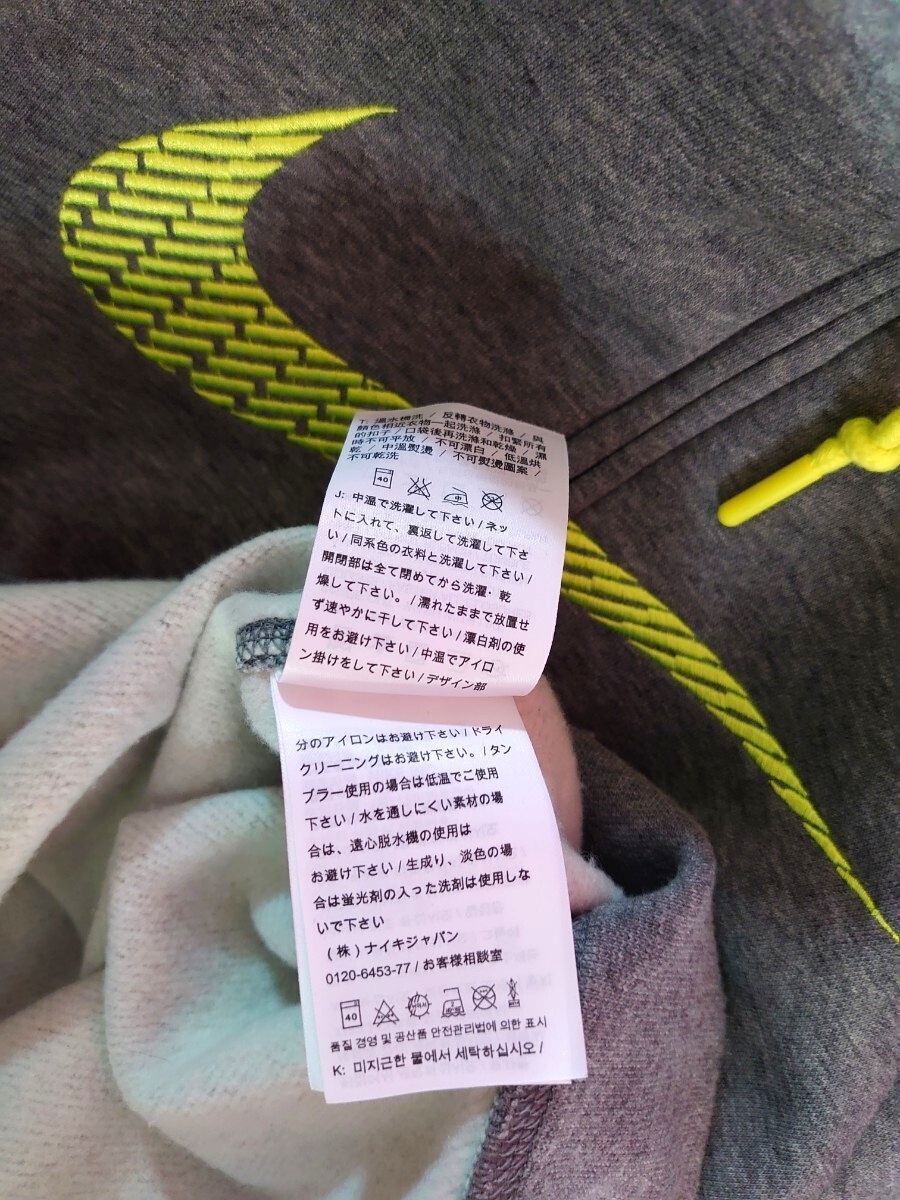 T: 溫水機洗 / 反轉衣物洗滌 / 與
顏色相近衣物一起洗滌 / 扣緊所有
的扣子 / 口袋後再洗滌和乾燥 / 濕
時不可平放 / 不可漂白 / 低溫烘
乾 / 中溫熨燙 / 不可熨燙圖案 /
不可乾洗
40
J: 中温で洗濯して下さい / ネッ
トに入れて、裏返して洗濯して下さ
い / 同系色の衣料と洗濯して下さい /
開閉部は全て閉めてから洗濯・乾
燥して下さい。 / 濡れたままで放置せ
ず速やかに干して下さい / 漂白剤の使
用をお避け下さい / 中温でアイロ
ン掛けをして下さい / デザイン部
分のアイロンはお避け下さい / ドライ
クリーニングはお避け下さい。 / タン
ブラー使用の場合は低温でご使用
下さい / 水を通しにくい素材の場
合は、遠心脱水機の使用は
お避け下さい / 生成り、淡色の場
合は蛍光剤の入った洗剤は使用しな
いで下さい
(株) ナイキジャパン
0120-6453-77 / お客様相談室
40
품질 경영 및 공산품 안전관리법에 의한 표시
K: 미지근한 물에서 세탁하십시오 /